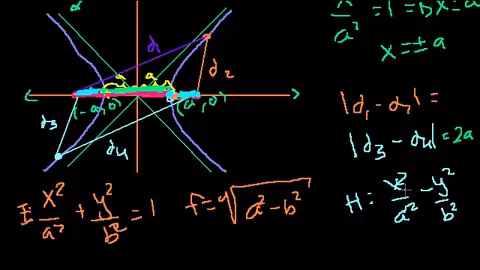 x²/a² = 1 => x = ±a
x = ±a
d₁
d₂
a a
(-a, 0) (a, 0)
d₃
d₄
|d₁ - d₂| =
|d₃ - d₄| = 2a
E: x²/a² + y²/b² = 1 f = √a² - b²
H: x²/a² - y²/b²